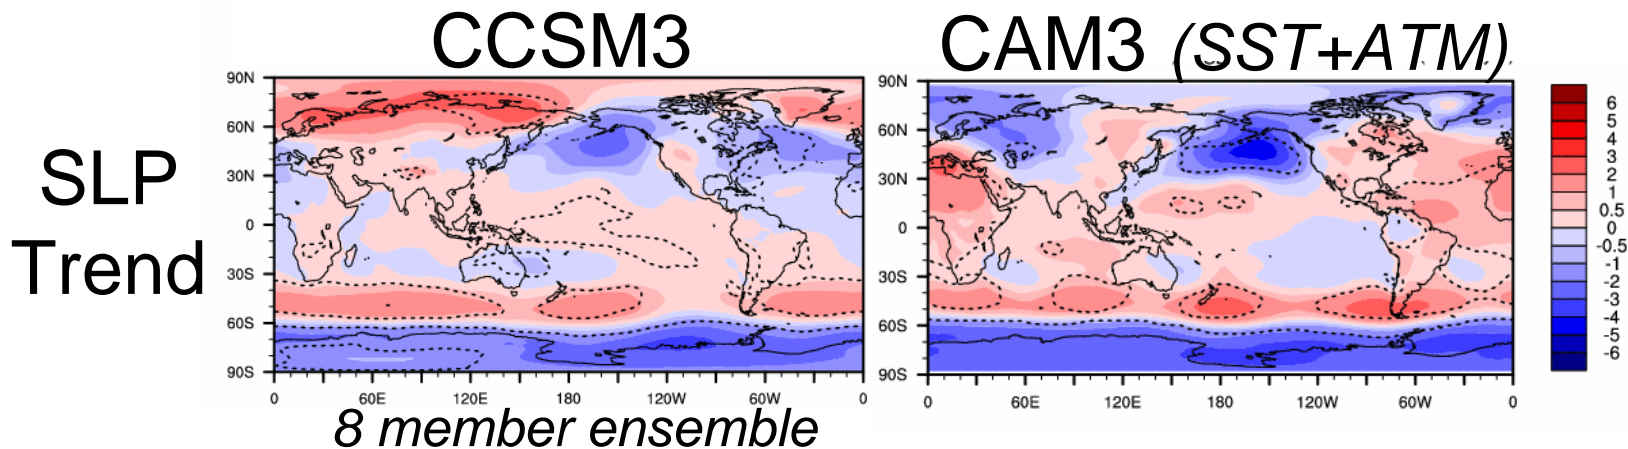 CCSM3
CAM3 (SST+ATM)
SLP
Trend
90N
60N
30N
0
30S
60S
90S
0 60E 120E 180 120W 60W 0
90N
60N
30N
0
30S
60S
90S
0 60E 120E 180 120W 60W 0
6
5
4
3
2
1
0.5
0
-0.5
-1
-2
-3
-4
-5
-6
8 member ensemble